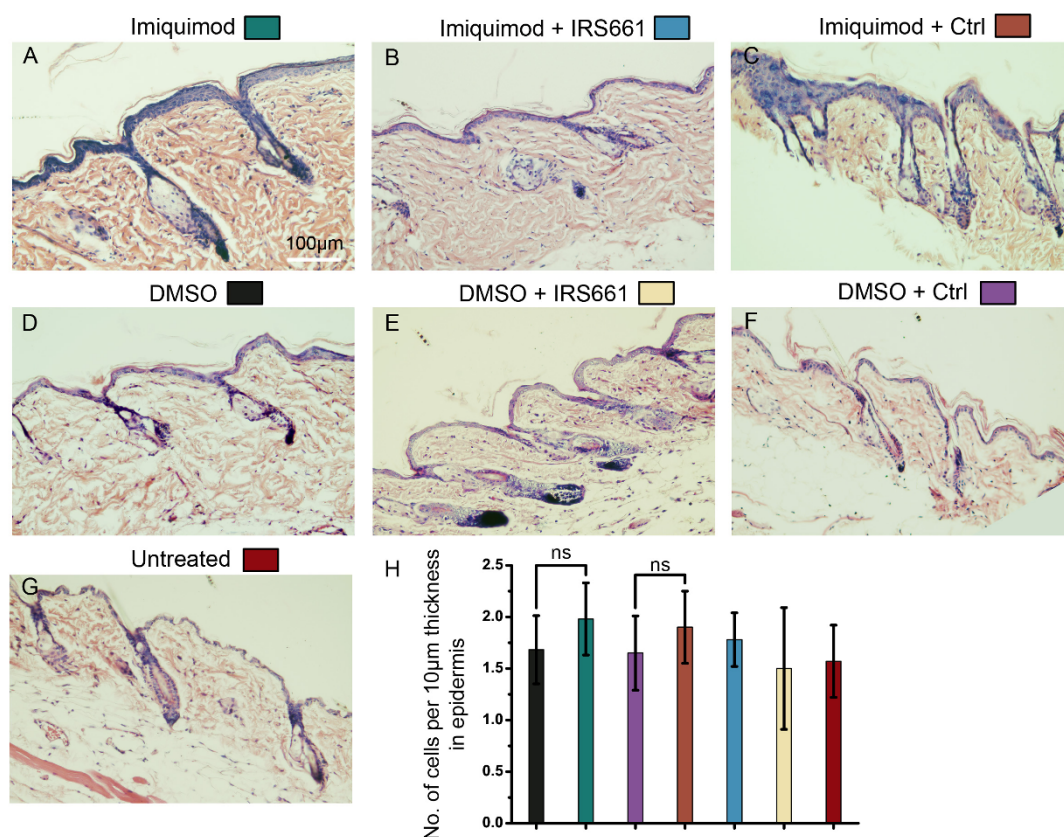 Imiquimod
Imiquimod + IRS661
Imiquimod + Ctrl
A
B
C
100µm
DMSO
DMSO + IRS661
DMSO + Ctrl
D
E
F
Untreated
G
H
No. of cells per 10µm thickness
in epidermis
2.5
2.0
1.5
1.0
0.5
0.0
ns
ns